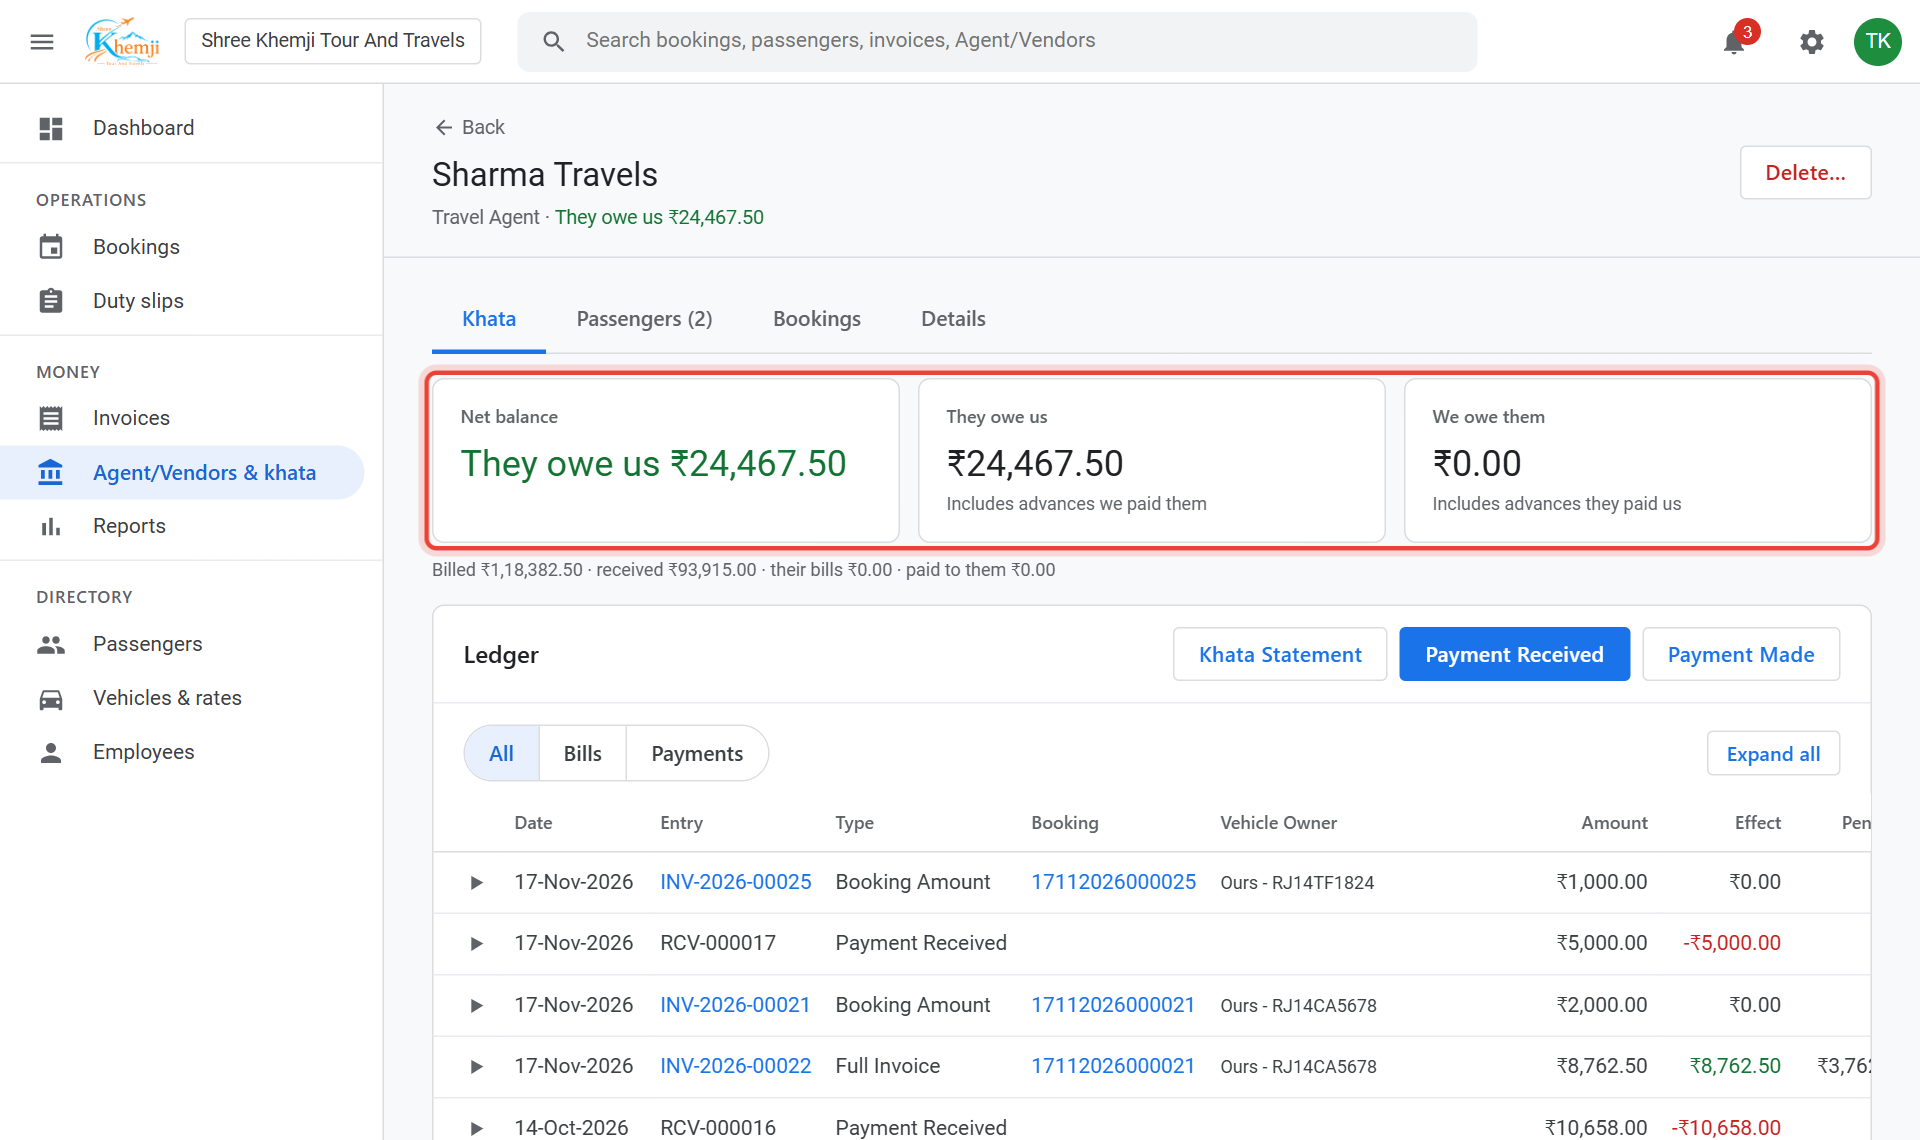 Khemji
Shree Khemji Tour And Travels
Search bookings, passengers, invoices, Agent/Vendors
3
TK
Dashboard
OPERATIONS
Bookings
Duty slips
MONEY
Invoices
Agent/Vendors & khata
Reports
DIRECTORY
Passengers
Vehicles & rates
Employees
Back
Sharma Travels
Delete...
Travel Agent · They owe us ₹24,467.50
Khata Passengers (2) Bookings Details
Net balance
They owe us ₹24,467.50
They owe us
₹24,467.50
Includes advances we paid them
We owe them
₹0.00
Includes advances they paid us
Billed ₹1,18,382.50 · received ₹93,915.00 · their bills ₹0.00 · paid to them ₹0.00
Ledger
Khata Statement Payment Received Payment Made
All Bills Payments
Expand all
Date Entry Type Booking Vehicle Owner Amount Effect Pen
17-Nov-2026 INV-2026-00025 Booking Amount 17112026000025 Ours - RJ14TF1824 ₹1,000.00 ₹0.00
17-Nov-2026 RCV-000017 Payment Received ₹5,000.00 -₹5,000.00
17-Nov-2026 INV-2026-00021 Booking Amount 17112026000021 Ours - RJ14CA5678 ₹2,000.00 ₹0.00
17-Nov-2026 INV-2026-00022 Full Invoice 17112026000021 Ours - RJ14CA5678 ₹8,762.50 ₹8,762.50 ₹3,762
14-Oct-2026 RCV-000016 Payment Received ₹10,658.00 -₹10,658.00